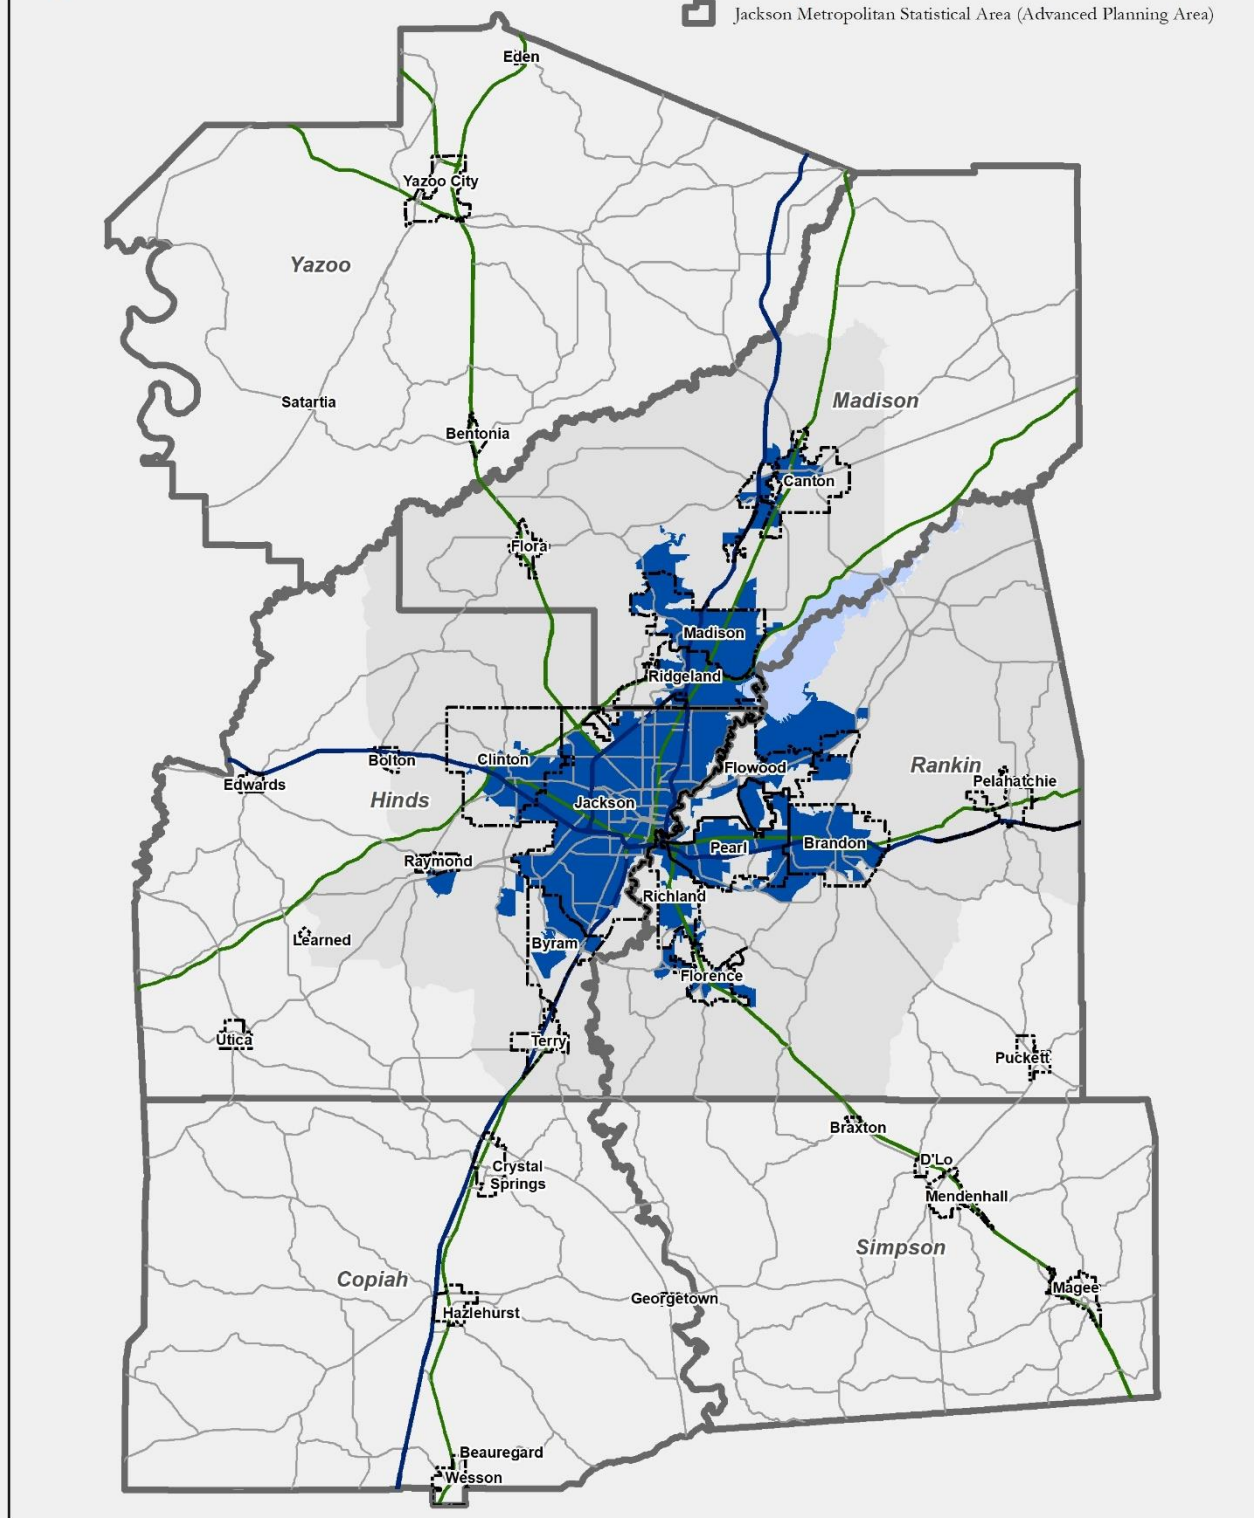 Jackson Metropolitan Statistical Area (Advanced Planning Area)
Eden
Yazoo City
Yazoo
Satartia
Madison
Bentonia
Canton
Flora
Madison
Ridgeland
Bolton
Clinton
Flowood
Rankin
Edwards
Pelahatchie
Hinds
Jackson
Pearl
Brandon
Raymond
Richland
Learned
Byram
Florence
Utica
Terry
Puckett
Braxton
D'Lo
Crystal
Springs
Mendenhall
Simpson
Copiah
Magee
Georgetown
Hazlehurst
Beauregard
Wesson